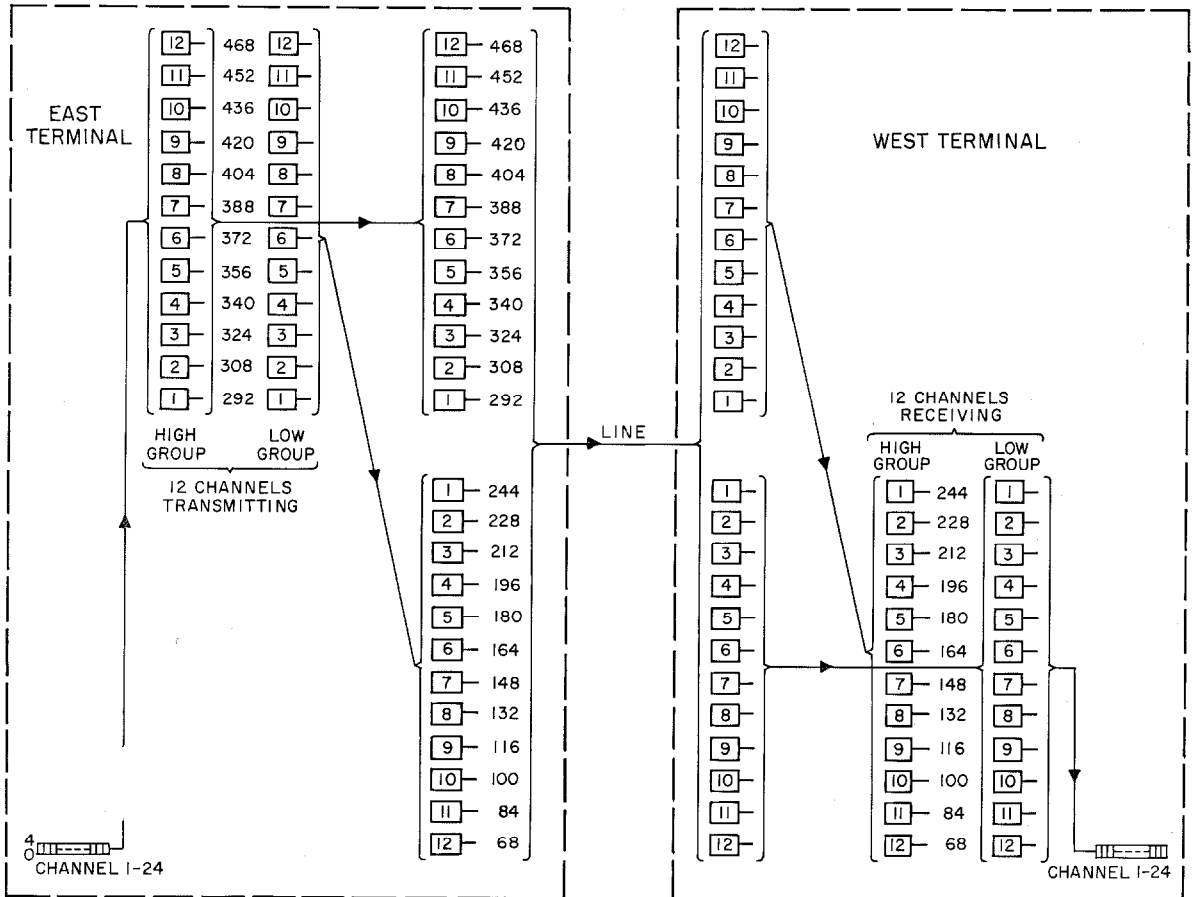 EAST
TERMINAL
12 468 12
11 452 11
10 436 10
9 420 9
8 404 8
7 388 7
6 372 6
5 356 5
4 340 4
3 324 3
2 308 2
1 292 1
HIGH
GROUP
LOW
GROUP
12 CHANNELS
TRANSMITTING
4
0
CHANNEL 1-24
12 468
11 452
10 436
9 420
8 404
7 388
6 372
5 356
4 340
3 324
2 308
1 292
1 244
2 228
3 212
4 196
5 180
6 164
7 148
8 132
9 116
10 100
11 84
12 68
LINE
WEST TERMINAL
12
11
10
9
8
7
6
5
4
3
2
1
1
2
3
4
5
6
7
8
9
10
11
12
12 CHANNELS
RECEIVING
HIGH
GROUP
LOW
GROUP
1 244 1
2 228 2
3 212 3
4 196 4
5 180 5
6 164 6
7 148 7
8 132 8
9 116 9
10 100 10
11 84 11
12 68 12
CHANNEL 1-24